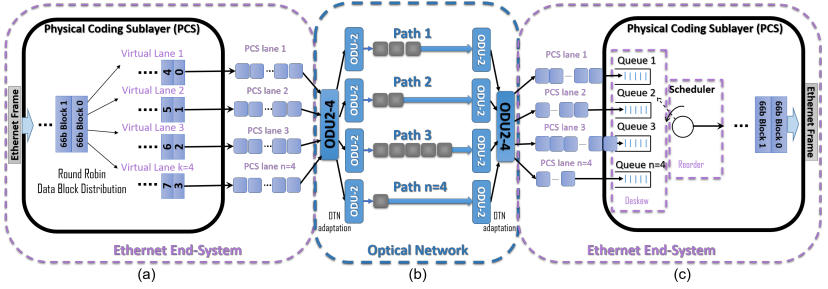 Physical Coding Sublayer (PCS)
Ethernet Frame
66b Block 1
66b Block 0
Virtual Lane 1
4 0
Virtual Lane 2
5 1
Virtual Lane 3
6 2
Virtual Lane k=4
7 3
Round Robin
Data Block Distribution
PCS lane 1
PCS lane 2
PCS lane 3
PCS lane n=4
Ethernet End-System
(a)
ODU2-4
ODU-2
ODU-2
ODU-2
ODU-2
Path 1
Path 2
Path 3
Path n=4
ODU-2
ODU-2
ODU-2
ODU-2
ODU2-4
OTN
adaptation
OTN
adaptation
Optical Network
(b)
Physical Coding Sublayer (PCS)
PCS lane 1
PCS lane 2
PCS lane 3
PCS lane n=4
Queue 1
Queue 2
Queue 3
Queue n=4
Deskew
Scheduler
Reorder
66b Block 0
66b Block 1
Ethernet Frame
Ethernet End-System
(c)